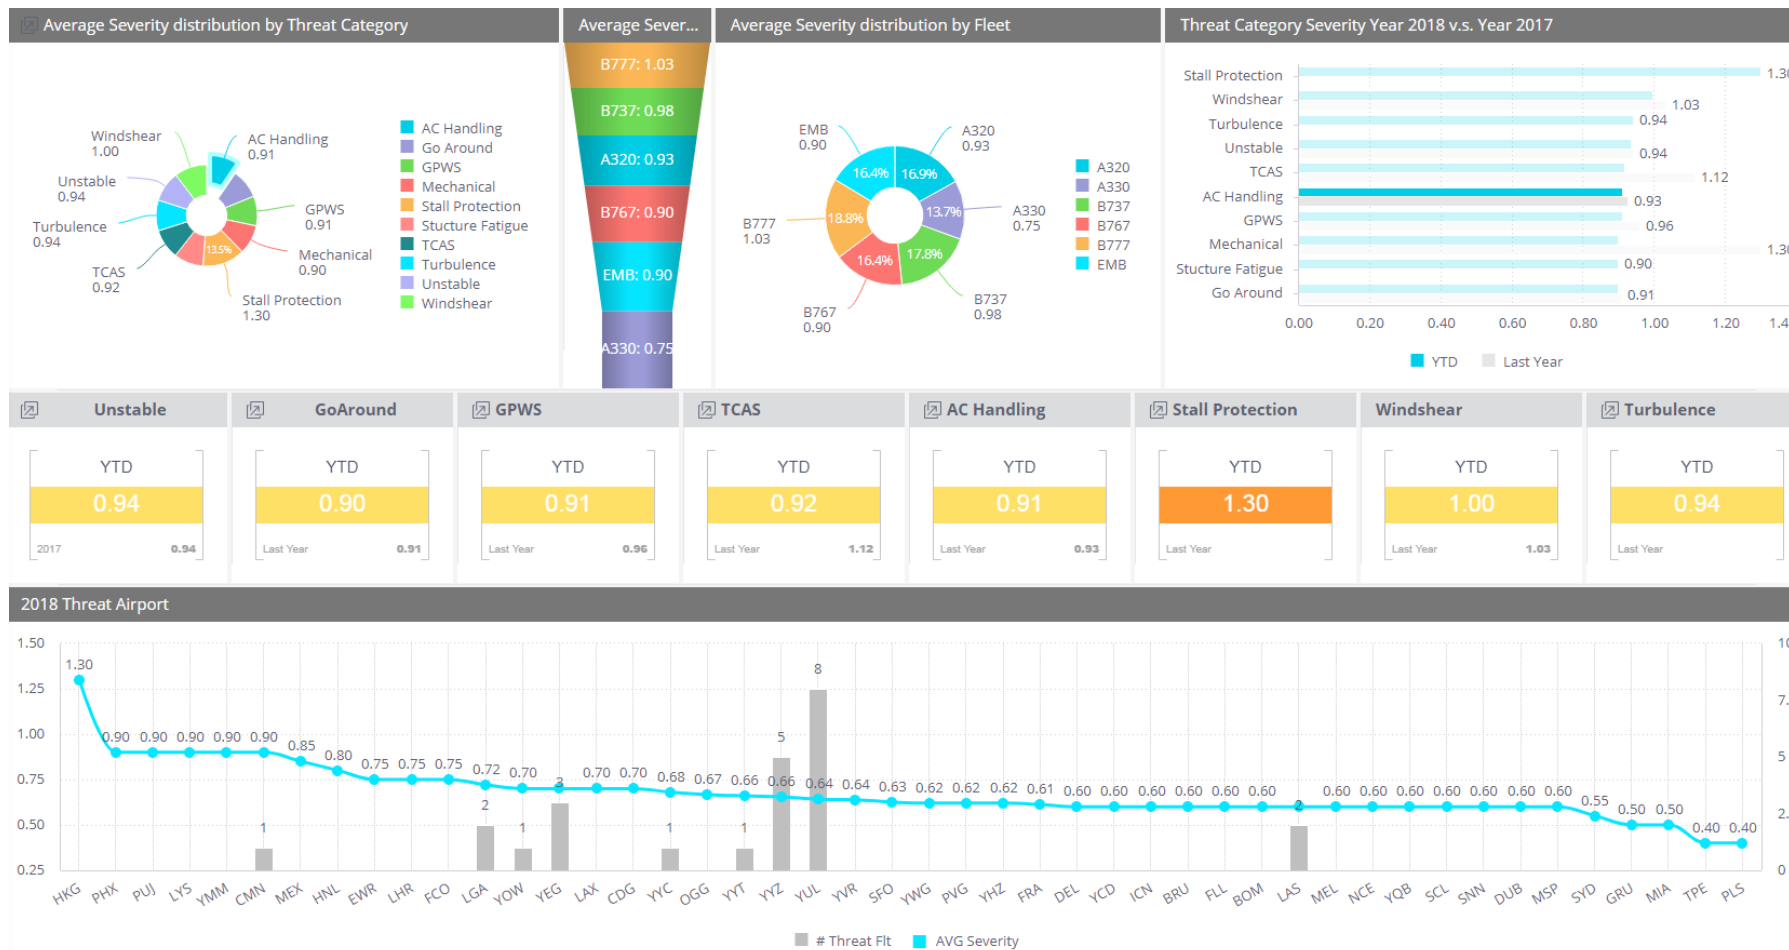 Average Severity distribution by Threat Category
Windshear
1.00
AC Handling
0.91
Unstable
0.94
GPWS
0.91
Turbulence
0.94
Mechanical
0.90
TCAS
0.92
13.5%
Stall Protection
1.30
AC Handling
Go Around
GPWS
Mechanical
Stall Protection
Stucture Fatigue
TCAS
Turbulence
Unstable
Windshear
Average Sever...
B777: 1.03
B737: 0.98
A320: 0.93
B767: 0.90
EMB: 0.90
A330: 0.75
Average Severity distribution by Fleet
EMB
0.90
A320
0.93
16.4%
16.9%
B777
1.03
18.8%
13.7%
A330
0.75
16.4%
17.8%
B767
0.90
B737
0.98
A320
A330
B737
B767
B777
EMB
Threat Category Severity Year 2018 v.s. Year 2017
Stall Protection 1.30
Windshear 1.03
Turbulence 0.94
Unstable 0.94
TCAS 1.12
AC Handling 0.93
GPWS 0.96
Mechanical 1.30
Stucture Fatigue 0.90
Go Around 0.91
0.00 0.20 0.40 0.60 0.80 1.00 1.20 1.4
YTD Last Year
Unstable
YTD
0.94
2017 0.94
GoAround
YTD
0.90
Last Year 0.91
GPWS
YTD
0.91
Last Year 0.96
TCAS
YTD
0.92
Last Year 1.12
AC Handling
YTD
0.91
Last Year 0.93
Stall Protection
YTD
1.30
Last Year
Windshear
YTD
1.00
Last Year 1.03
Turbulence
YTD
0.94
Last Year
2018 Threat Airport
1.50
1.25
1.00
0.75
0.50
0.25
1.30 0.90 0.90 0.90 0.90 0.90 0.85 0.80 0.75 0.75 0.75 0.72 0.70 0.70 0.70 0.68 0.67 0.66 0.66 0.64 0.64 0.63 0.62 0.62 0.62 0.61 0.60 0.60 0.60 0.60 0.60 0.60 0.60 0.60 0.60 0.60 0.60 0.60 0.60 0.55 0.50 0.50 0.40 0.40
1 2 1 3 1 1 5 8 2
10
7.
5
2.
0
HKG PHX PUJ LYS YMM CMN MEX HNL EWR LHR FCO LGA YOW YEG LAX CDG YYC OGG YYT YYZ YUL YVR SFO YWG PVG YHZ FRA DEL YCD ICN BRU FLL BOM LAS MEL NCE YQB SCL SNN DUB MSP SYD GRU MIA TPE PLS
# Threat Flt AVG Severity